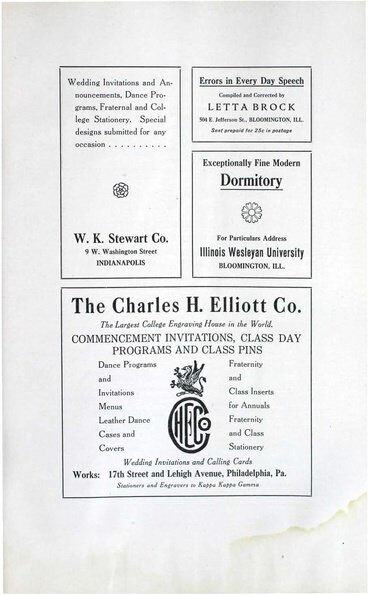 Wedding Invitations and An-
nouncements, Dance Pro-
grams, Fraternal and Col-
lege Stationery. Special
designs submitted for any
occasion . . . . . . . . . .
W. K. Stewart Co.
9 W. Washington Street
INDIANAPOLIS
Errors in Every Day Speech
Compiled and Corrected by
LETTA BROCK
504 E. Jefferson St., BLOOMINGTON, ILL.
Sent prepaid for 25c in postage
Exceptionally Fine Modern
Dormitory
For Particulars Address
Illinois Wesleyan University
BLOOMINGTON, ILL.
The Charles H. Elliott Co.
The Largest College Engraving House in the World.
COMMENCEMENT INVITATIONS, CLASS DAY
PROGRAMS AND CLASS PINS
Dance Programs
and
Invitations
Menus
Leather Dance
Cases and
Covers
CHECo
Fraternity
and
Class Inserts
for Annuals
Fraternity
and Class
Stationery
Wedding Invitations and Calling Cards
Works: 17th Street and Lehigh Avenue, Philadelphia, Pa.
Stationers and Engravers to Kappa Kappa Gamma